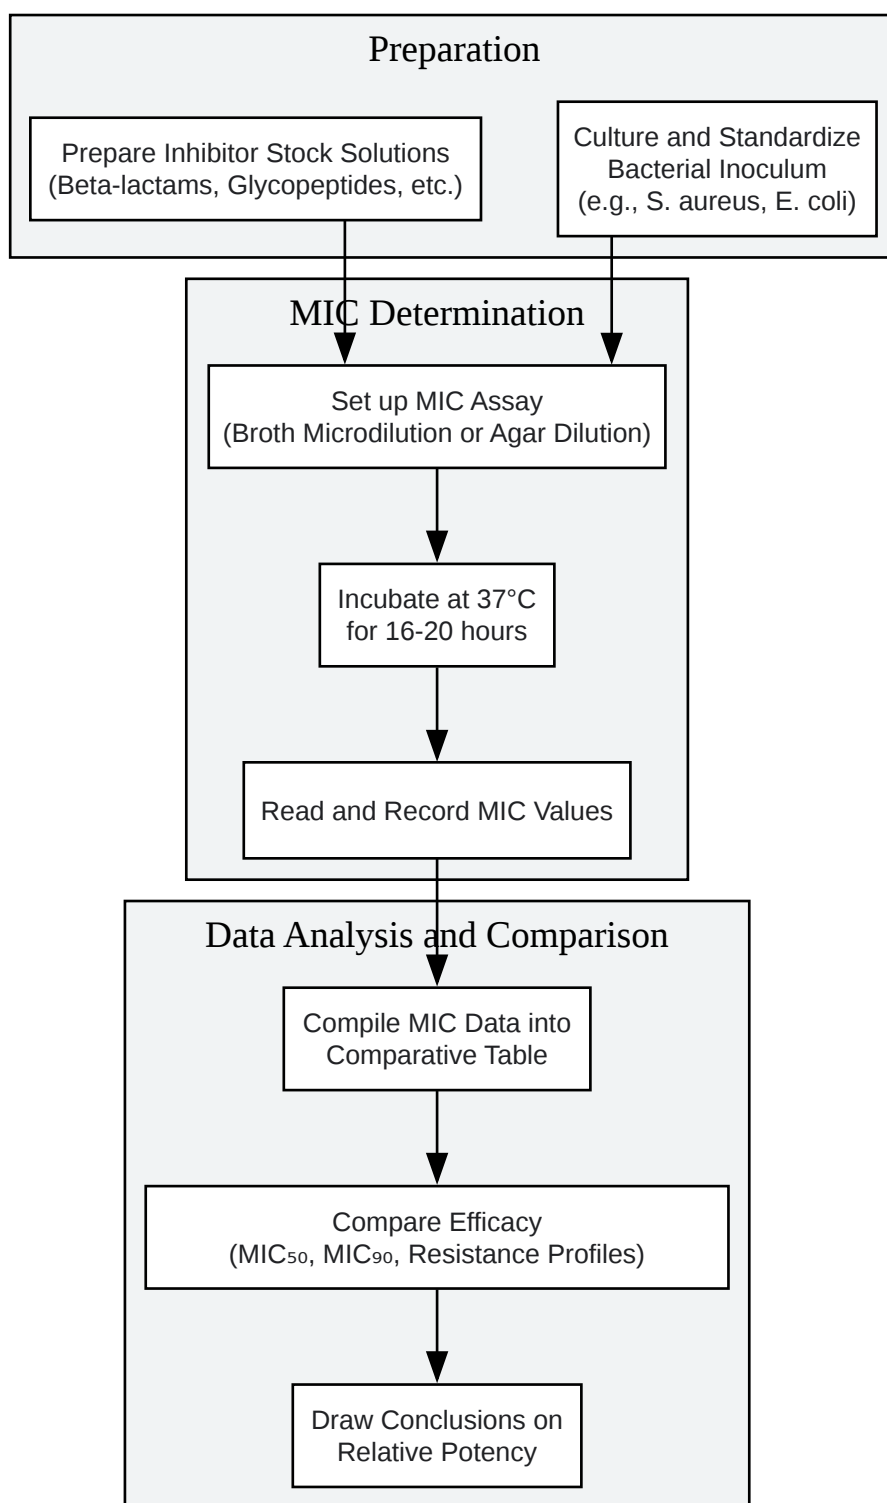 Preparation
Prepare Inhibitor Stock Solutions
(Beta-lactams, Glycopeptides, etc.)
Culture and Standardize
Bacterial Inoculum
(e.g., S. aureus, E. coli)
MIC Determination
Set up MIC Assay
(Broth Microdilution or Agar Dilution)
Incubate at 37°C
for 16-20 hours
Read and Record MIC Values
Data Analysis and Comparison
Compile MIC Data into
Comparative Table
Compare Efficacy
(MIC₅₀, MIC₉₀, Resistance Profiles)
Draw Conclusions on
Relative Potency